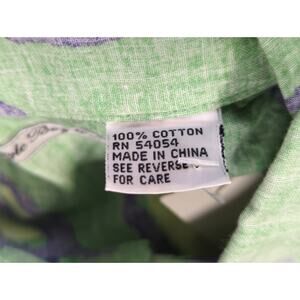 100% COTTON
RN 54054
MADE IN CHINA
SEE REVERSE
FOR CARE